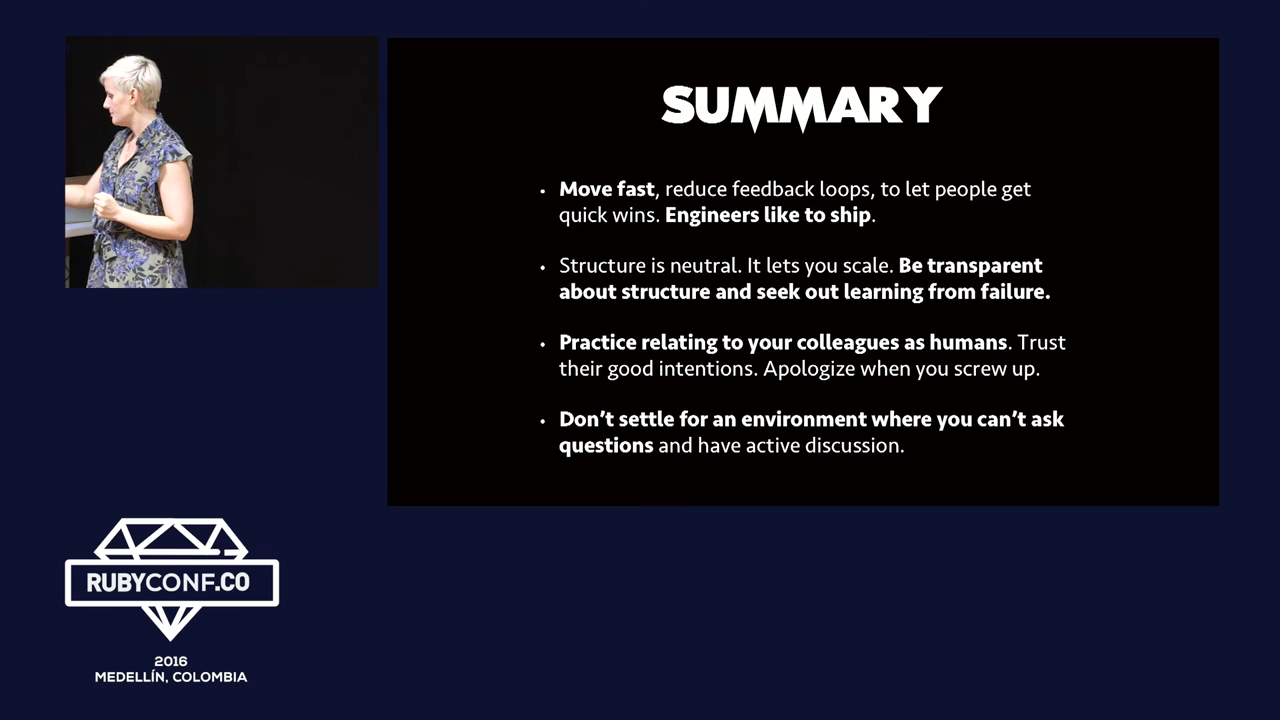 SUMMARY
• Move fast, reduce feedback loops, to let people get
quick wins. Engineers like to ship.
• Structure is neutral. It lets you scale. Be transparent
about structure and seek out learning from failure.
• Practice relating to your colleagues as humans. Trust
their good intentions. Apologize when you screw up.
• Don’t settle for an environment where you can’t ask
questions and have active discussion.
RUBYCONF.CO
2016
MEDELLÍN, COLOMBIA